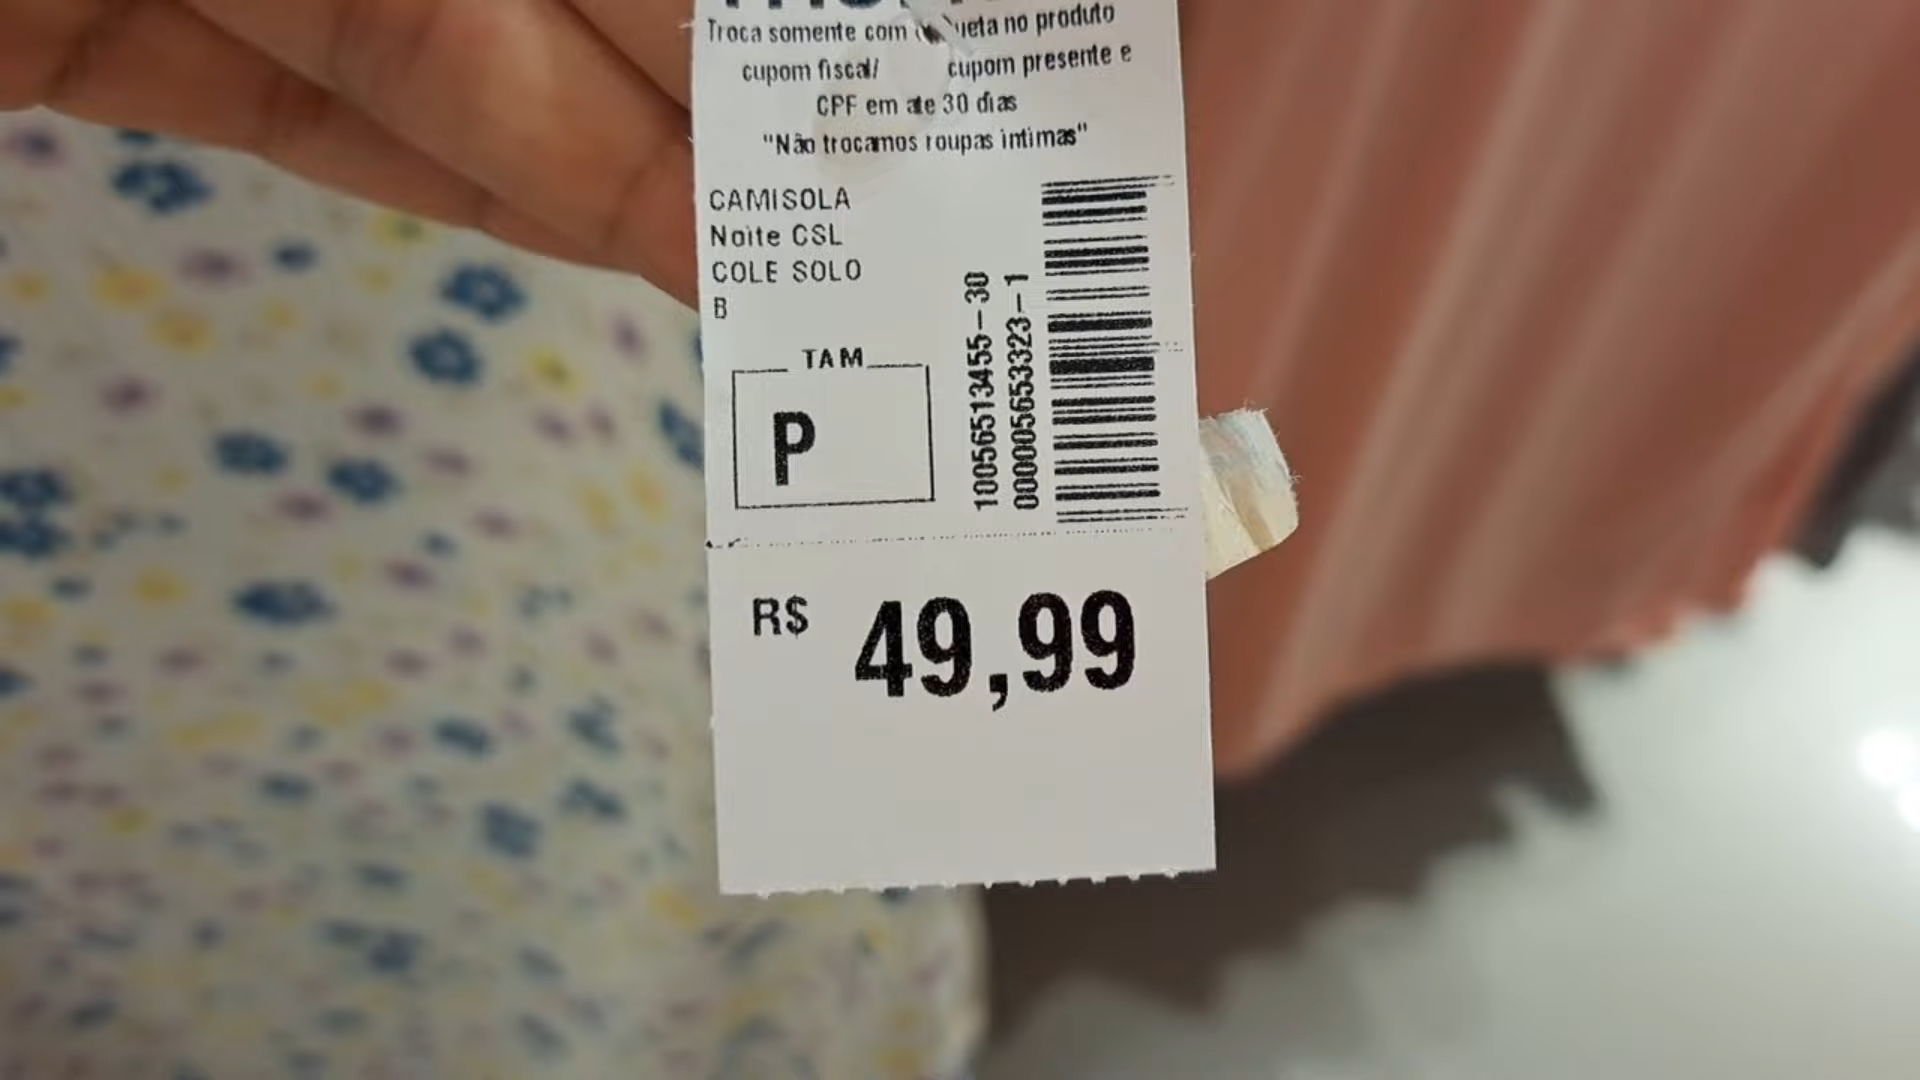 Troca somente com no produto
cupom fiscal/ cupom presente e
CPF em ate 30 dias
"Não trocamos roupas intimas"
CAMISOLA
Noite CSL
COLE SOLO
B
TAM
P
10056513455-30
000005653323-1
R$ 49,99